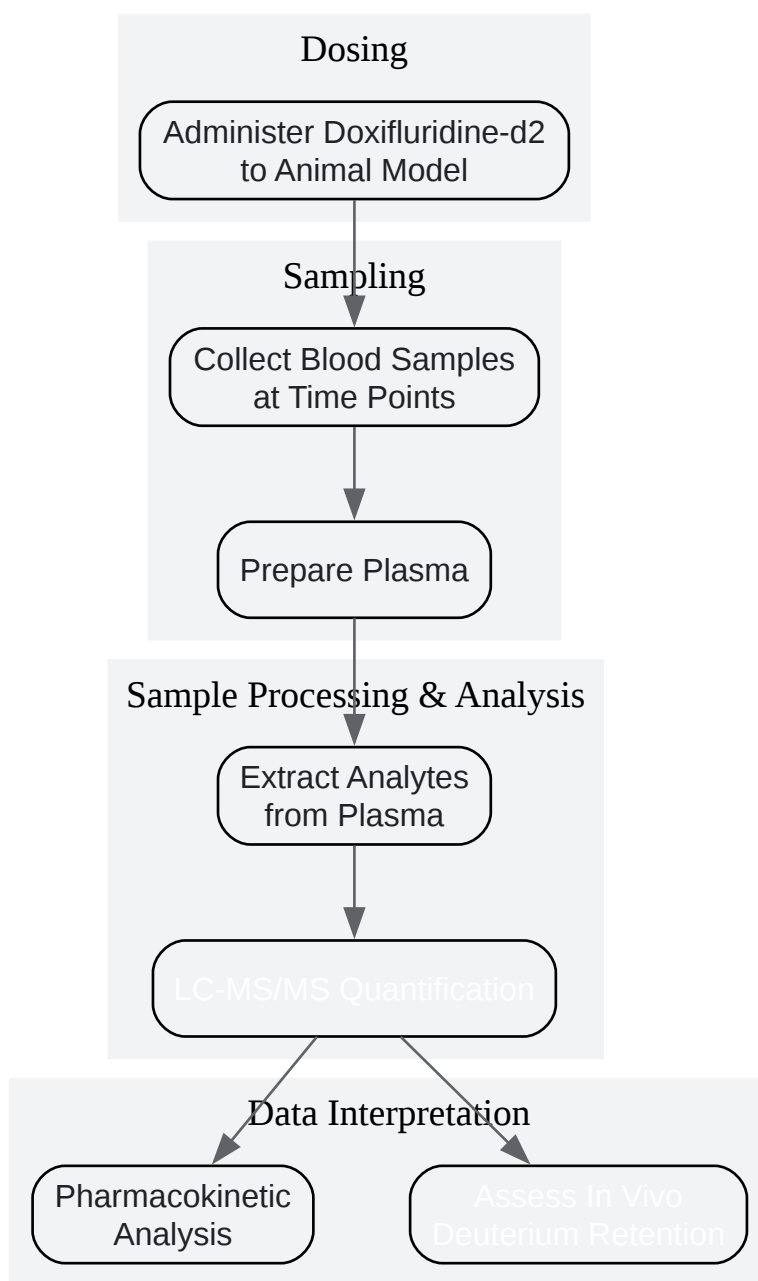 Dosing
Administer Doxifluridine-d2
to Animal Model
Sampling
Collect Blood Samples
at Time Points
Prepare Plasma
Sample Processing & Analysis
Extract Analytes
from Plasma
LC-MS/MS Quantification
Data Interpretation
Pharmacokinetic
Analysis
Assess In Vivo
Deuterium Retention